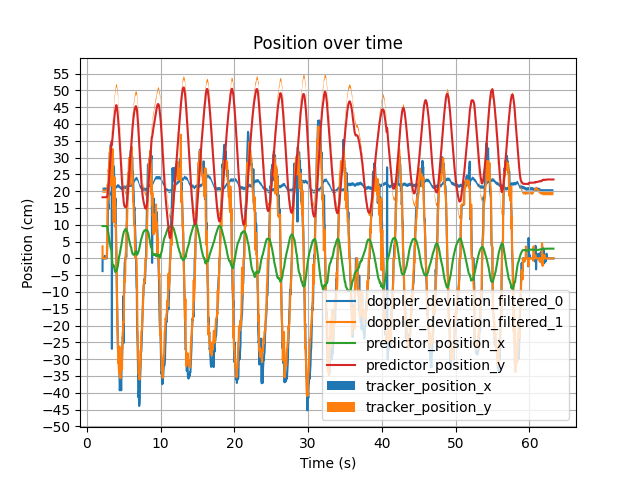 Position over time
Position (cm)
55
50
45
40
35
30
25
20
15
10
5
0
−5
−10
−15
−20
−25
−30
−35
−40
−45
−50
doppler_deviation_filtered_0
doppler_deviation_filtered_1
predictor_position_x
predictor_position_y
tracker_position_x
tracker_position_y
0 10 20 30 40 50 60
Time (s)